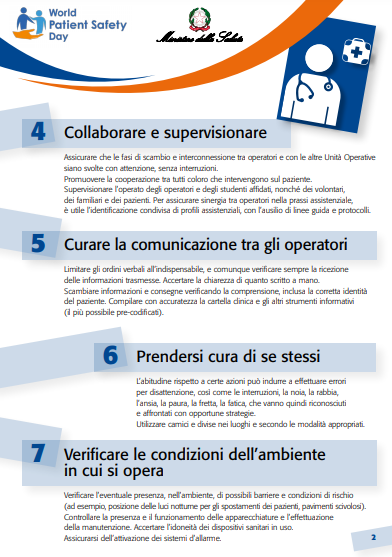 World
Patient Safety
Day
Ministero della Salute
4 Collaborare e supervisionare
Assicurare che le fasi di scambio e interconnessione tra operatori e con le altre Unità Operative
siano svolte con attenzione, senza interruzioni.
Promuovere la cooperazione tra tutti coloro che intervengono sul paziente.
Supervisionare l'operato degli operatori e degli studenti affidati, nonché dei volontari,
dei familiari e dei pazienti. Per assicurare sinergia tra operatori nella prassi assistenziale,
è utile l'identificazione condivisa di profili assistenziali, con l'ausilio di linee guida e protocolli.
5 Curare la comunicazione tra gli operatori
Limitare gli ordini verbali all'indispensabile, e comunque verificare sempre la ricezione
delle informazioni trasmesse. Accertare la chiarezza di quanto scritto a mano.
Scambiare informazioni e consegne verificando la comprensione, inclusa la corretta identità
del paziente. Compilare con accuratezza la cartella clinica e gli altri strumenti informativi
(il più possibile pre-codificati).
6 Prendersi cura di se stessi
L'abitudine rispetto a certe azioni può indurre a effettuare errori
per disattenzione, così come le interruzioni, la noia, la rabbia,
l'ansia, la paura, la fretta, la fatica, che vanno quindi riconosciuti
e affrontati con opportune strategie.
Utilizzare camici e divise nei luoghi e secondo le modalità appropriati.
7 Verificare le condizioni dell'ambiente
in cui si opera
Verificare l'eventuale presenza, nell'ambiente, di possibili barriere e condizioni di rischio
(ad esempio, posizione delle luci notturne per gli spostamenti dei pazienti, pavimenti scivolosi).
Controllare la presenza e il funzionamento delle apparecchiature e l'effettuazione
della manutenzione. Accertare l'idoneità dei dispositivi sanitari in uso.
Assicurarsi dell'attivazione dei sistemi d'allarme.
2